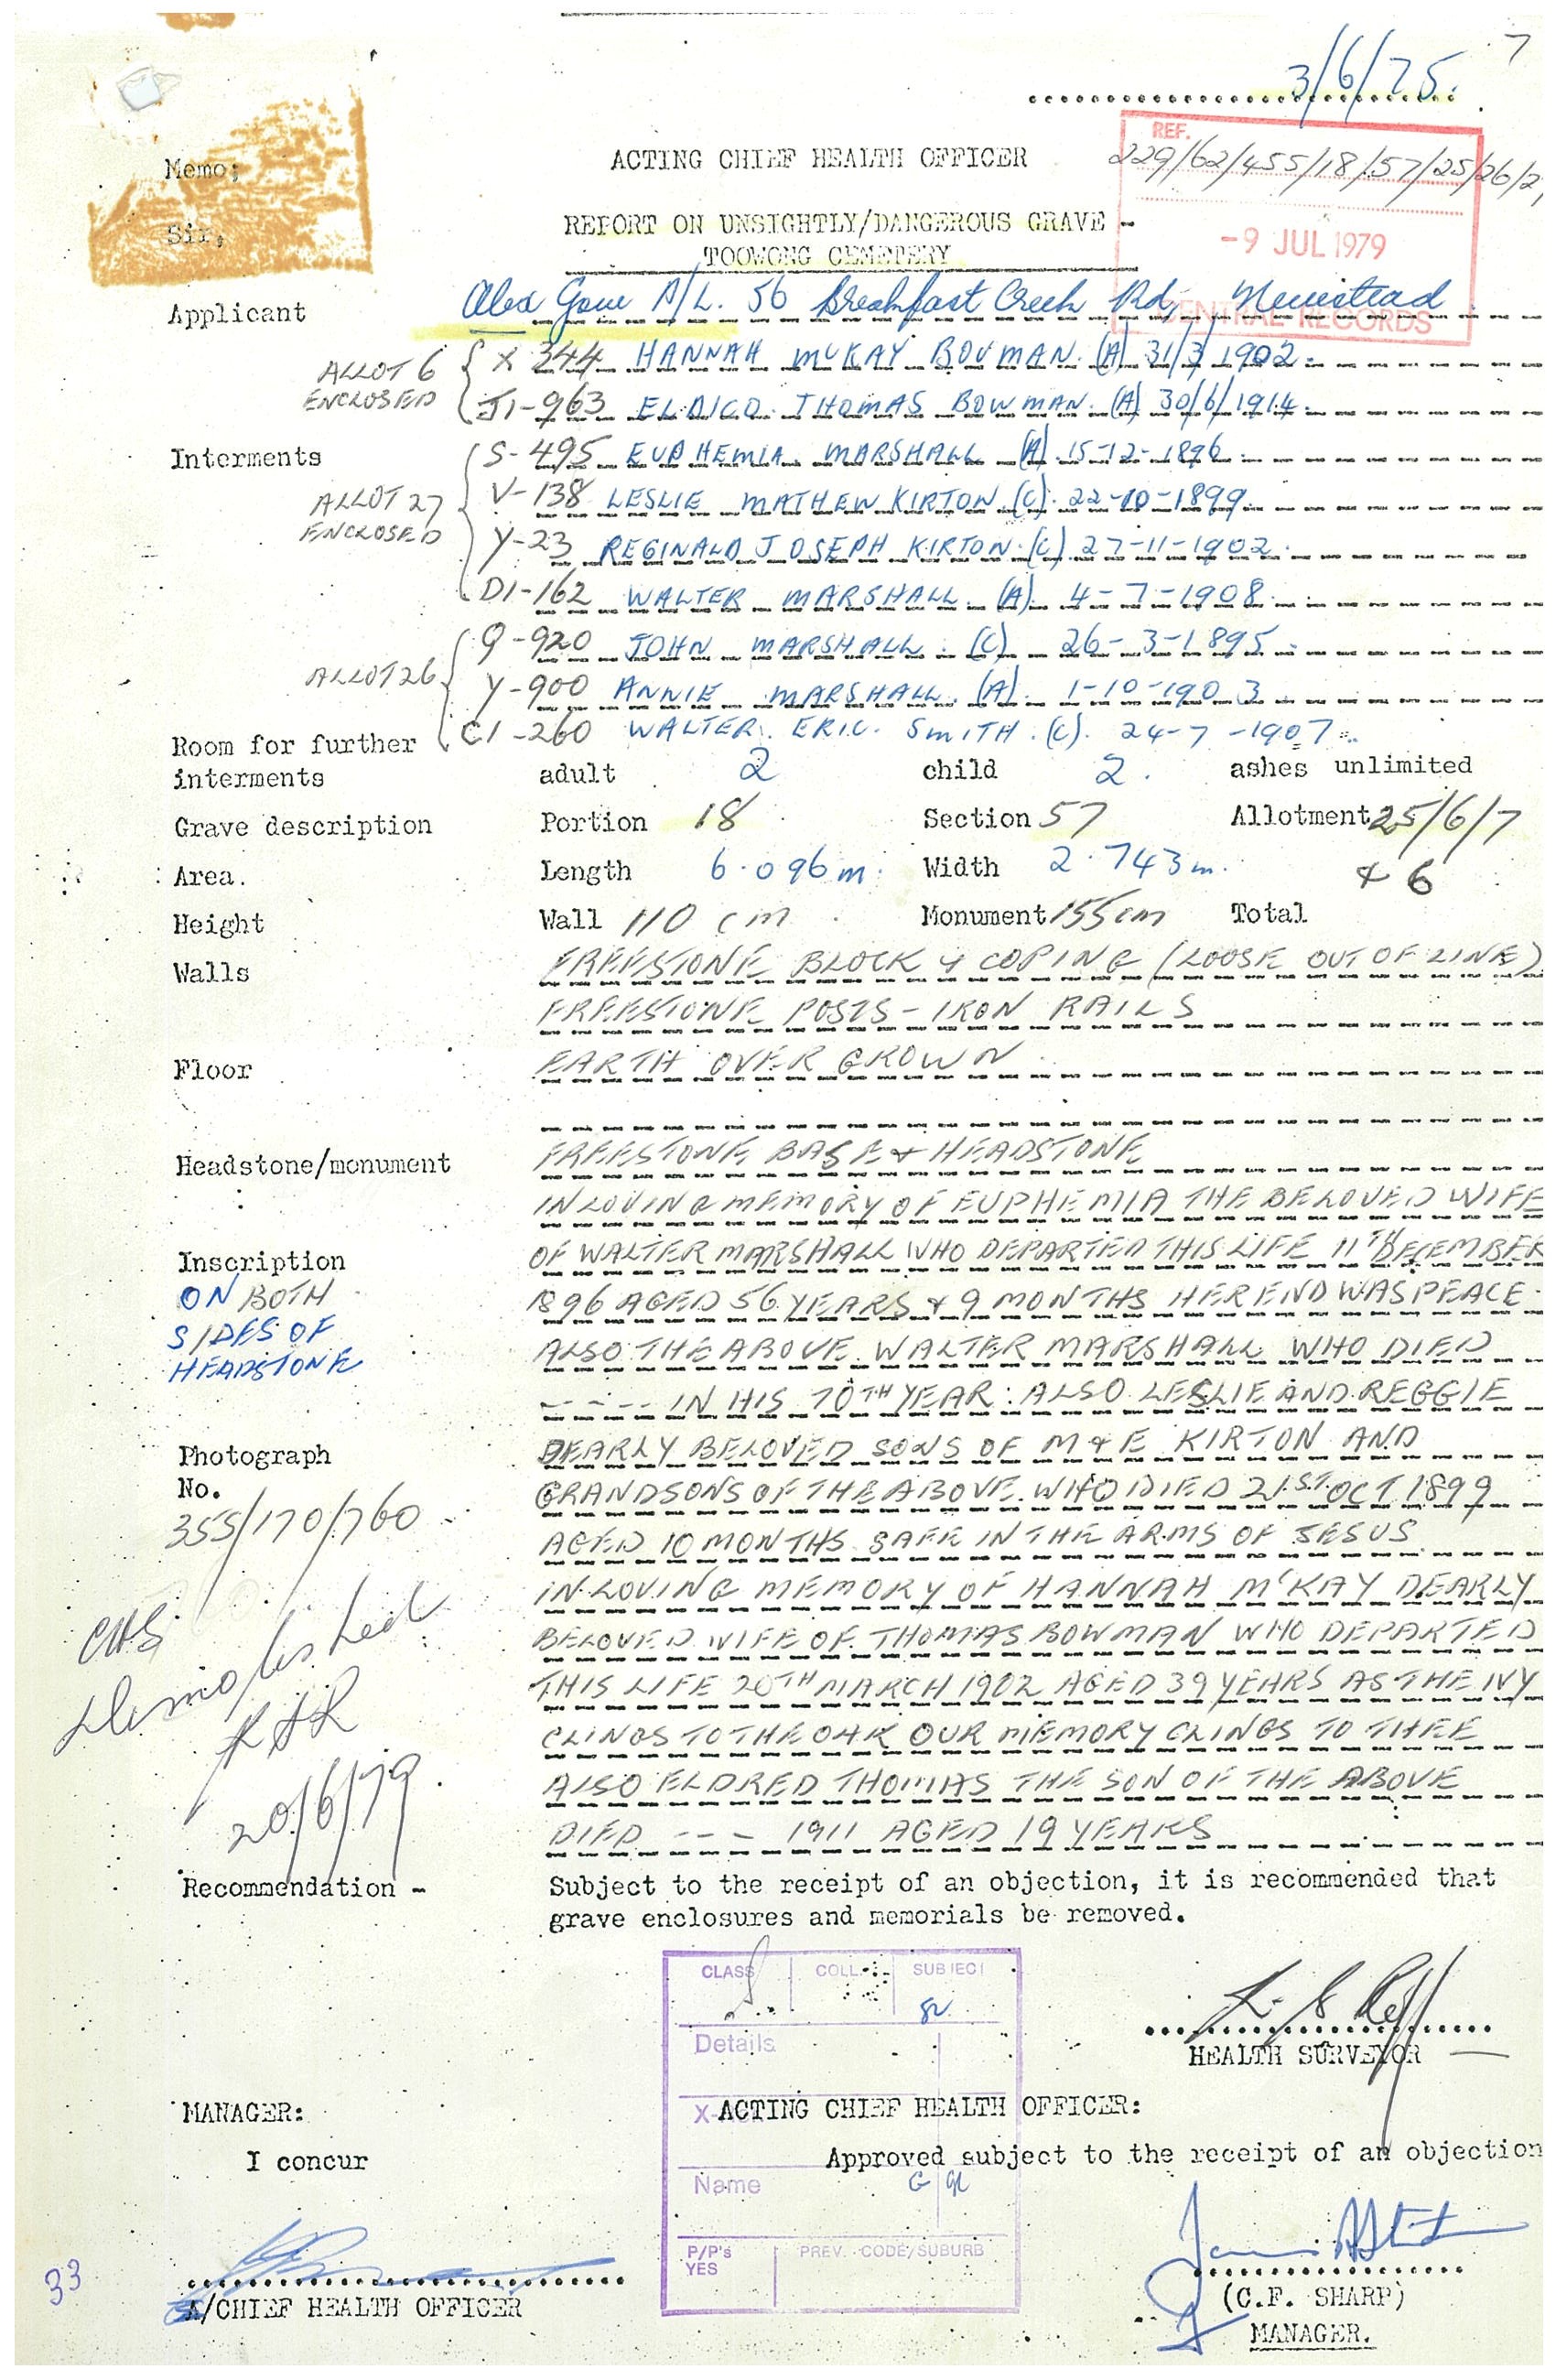 7
3/6/75.
Memo;
ACTING CHIEF HEALTH OFFICER
REF.
229/62/455/18/57/25/26/2
Sir,
REPORT ON UNSIGHTLY/DANGEROUS GRAVE -
TOOWONG CEMETERY
-9 JUL 1979
CENTRAL RECORDS
Applicant Alex Gow P/L. 56 Breakfast Creek Rd, Newstead
ALLOT 6 ENCLOSED
X 344 HANNAH McKAY BOWMAN. (A) 31/3/1902.
J1-963 ELDICO THOMAS BOWMAN. (A) 30/6/1914.
Interments
S-495 EUPHEMIA MARSHALL (A) 15-12-1896.
ALLOT 27 ENCLOSED
V-138 LESLIE MATHEW KIRTON (C). 22-10-1899.
Y-23 REGINALD JOSEPH KIRTON. (C) 27-11-1902.
D1-162 WALTER MARSHALL. (A). 4-7-1908.
ALLOT 26
Q-920 JOHN MARSHALL. (C) 26-3-1895.
Y-900 ANNIE MARSHALL. (A). 1-10-1903.
C1-260 WALTER. ERIC. SMITH. (C). 24-7-1907.
Room for further
interments adult 2 child 2. ashes unlimited
Grave description Portion 18 Section 57 Allotment 25/6/7
& 6
Area. Length 6.096m. Width 2.743m.
Height Wall 110 cm Monument 155cm Total
Walls FREESTONE BLOCK & COPING (LOOSE OUT OF LINE)
FREESTONE POSTS - IRON RAILS
Floor EARTH OVER GROWN
Headstone/monument FREESTONE BASE & HEADSTONE
IN LOVING MEMORY OF EUPHEMIA THE BELOVED WIFE
Inscription OF WALTER MARSHALL WHO DEPARTED THIS LIFE 11TH DECEMBER
ON BOTH 1896 AGED 56 YEARS & 9 MONTHS HER END WAS PEACE.
SIDES OF
HEADSTONE ALSO THE ABOVE WALTER MARSHALL WHO DIED
----- IN HIS 70TH YEAR: ALSO LESLIE AND REGGIE
Photograph DEARLY BELOVED SONS OF M & E KIRTON AND
No. GRANDSONS OF THE ABOVE WHO DIED 21ST OCT 1899
355/170/760
AGED 10 MONTHS SAFE IN THE ARMS OF JESUS
IN LOVING MEMORY OF HANNAH McKAY DEARLY
CHS
BELOVED WIFE OF THOMAS BOWMAN WHO DEPARTED
Demolished
THIS LIFE 20TH MARCH 1902 AGED 39 YEARS AS THE IVY
CLINGS TO THE OAK OUR MEMORY CLINGS TO THEE
ALSO ELDRED THOMAS THE SON OF THE ABOVE
20/6/79.
DIED --- 1911 AGED 19 YEARS
Recommendation - Subject to the receipt of an objection, it is recommended that
grave enclosures and memorials be removed.
CLASS COLL. SUBJECT
Details
HEALTH SURVEYOR
MANAGER: ACTING CHIEF HEALTH OFFICER:
I concur Approved subject to the receipt of an objection
Name
P/P's YES PREV. CODE/SUBURB
33
A/CHIEF HEALTH OFFICER
(C.F. SHARP)
MANAGER.